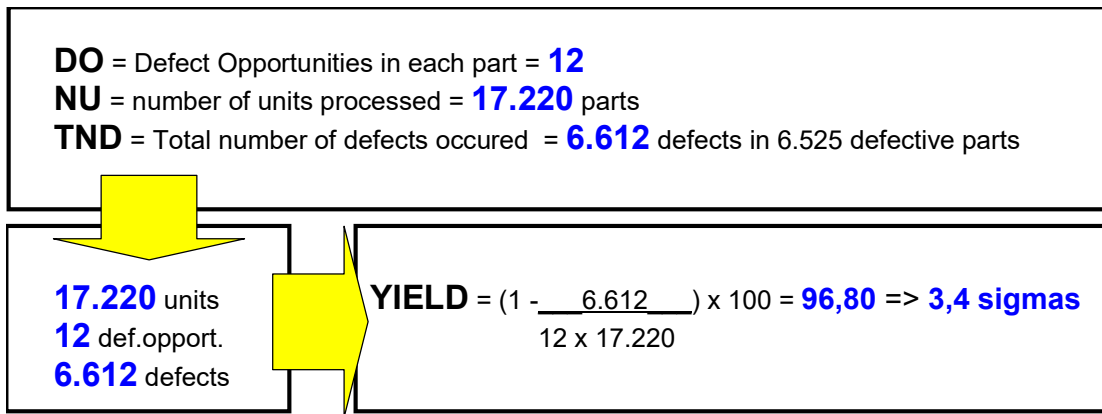 DO = Defect Opportunities in each part = 12
NU = number of units processed = 17.220 parts
TND = Total number of defects occured = 6.612 defects in 6.525 defective parts
17.220 units
12 def.opport.
6.612 defects
YIELD = (1 -___6.612___) x 100 = 96,80 => 3,4 sigmas
12 x 17.220